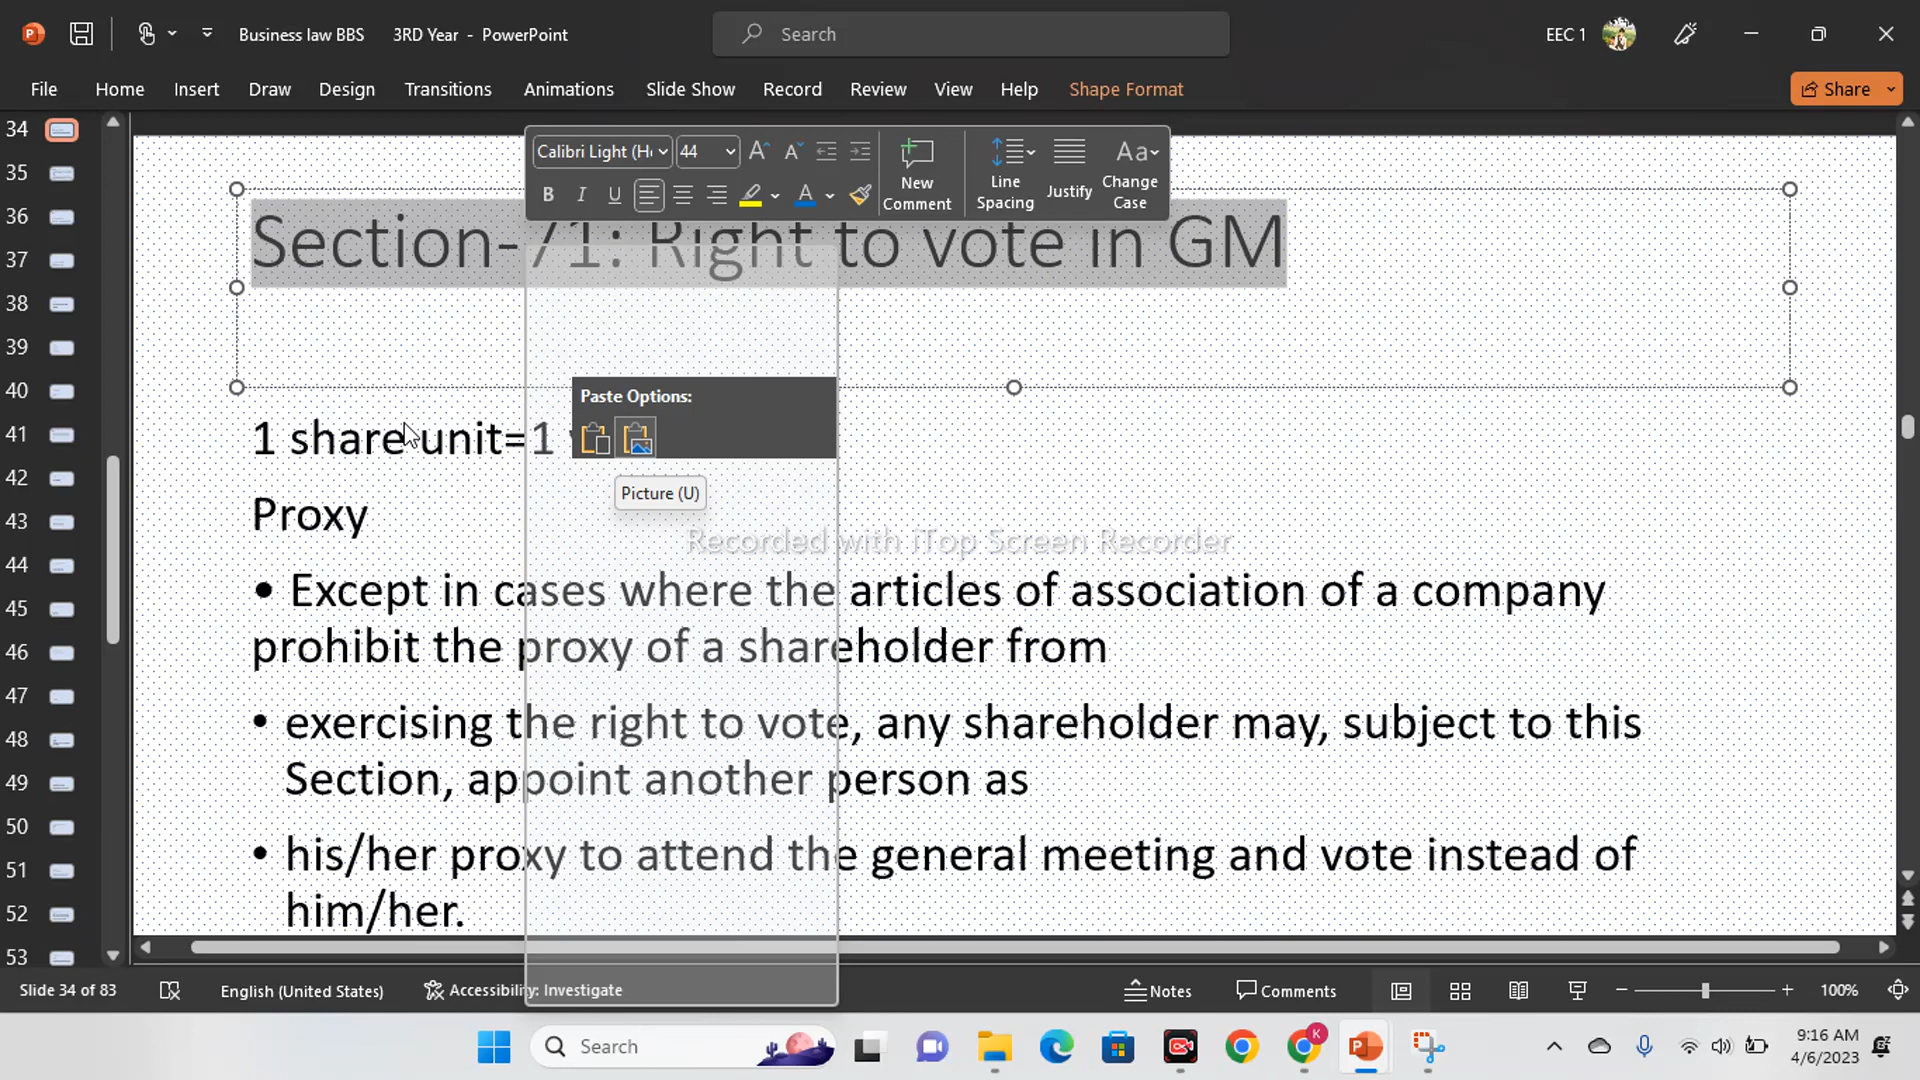 Business law BBS 3RD Year - PowerPoint
Search
EEC 1
File Home Insert Draw Design Transitions Animations Slide Show Record Review View Help Shape Format
Share
Calibri Light (H 44
New Comment
Line Spacing
Justify
Change Case
B I U
Section-71: Right to vote in GM
Paste Options:
Picture (U)
1 share unit=1
Proxy
Recorded with iTop Screen Recorder
• Except in cases where the articles of association of a company
prohibit the proxy of a shareholder from
• exercising the right to vote, any shareholder may, subject to this
Section, appoint another person as
• his/her proxy to attend the general meeting and vote instead of
him/her.
34
35
36
37
38
39
40
41
42
43
44
45
46
47
48
49
50
51
52
53
Slide 34 of 83 English (United States) Accessibility: Investigate Notes Comments 100%
Search
K
9:16 AM
4/6/2023